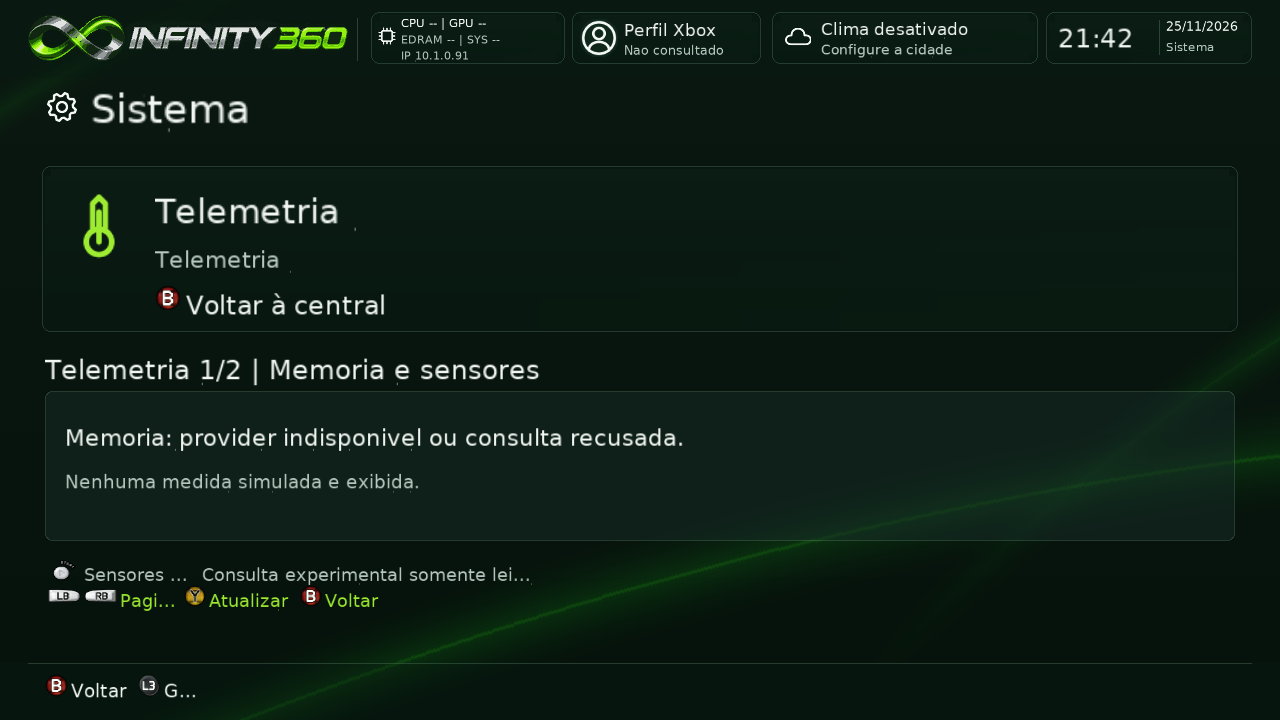 INFINITY 360
CPU -- | GPU --
EDRAM -- | SYS --
IP 10.1.0.91
Perfil Xbox
Nao consultado
Clima desativado
Configure a cidade
21:42
25/11/2026
Sistema
Sistema
Telemetria
Telemetria
B Voltar à central
Telemetria 1/2 | Memoria e sensores
Memoria: provider indisponivel ou consulta recusada.
Nenhuma medida simulada e exibida.
Sensores ... Consulta experimental somente lei...
LB RB Pagi... Y Atualizar B Voltar
B Voltar L3 G...